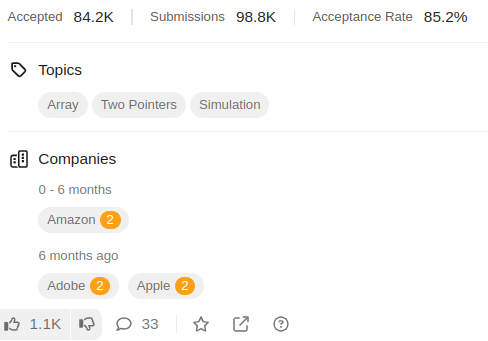 Accepted 84.2K Submissions 98.8K Acceptance Rate 85.2%
Topics
Array Two Pointers Simulation
Companies
0 - 6 months
Amazon 2
6 months ago
Adobe 2 Apple 2
1.1K 33